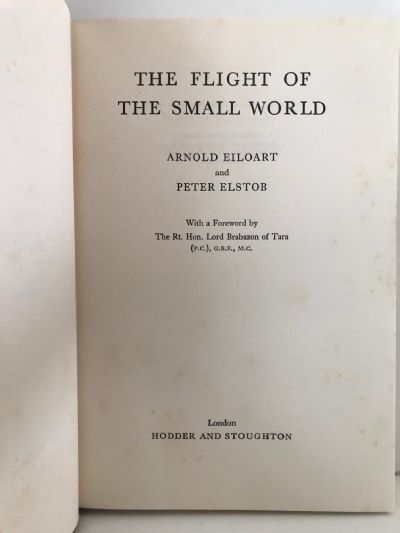 THE FLIGHT OF
THE SMALL WORLD
ARNOLD EILOART
and
PETER ELSTOB
With a Foreword by
The Rt. Hon. Lord Brabazon of Tara
(P.C.), G.B.E., M.C.
London
HODDER AND STOUGHTON